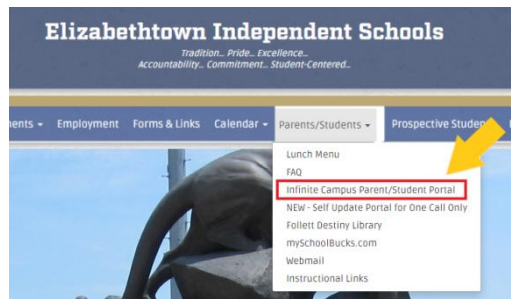 Elizabethtown Independent Schools
Tradition... Pride... Excellence...
Accountability... Commitment... Student-Centered...
ents Employment Forms & Links Calendar Parents/Students Prospective Studen
Lunch Menu
FAQ
Infinite Campus Parent/Student Portal
NEW - Self Update Portal for One Call Only
Follett Destiny Library
mySchoolBucks.com
Webmail
Instructional Links